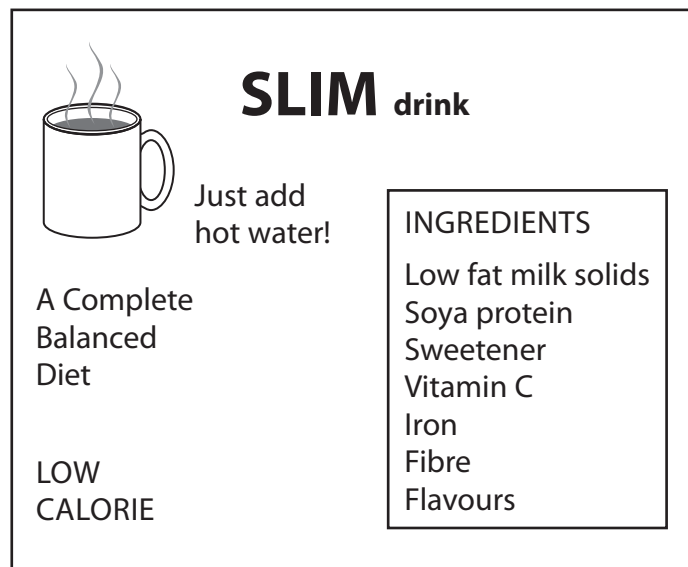 SLIM drink
Just add
hot water!
A Complete
Balanced
Diet
LOW
CALORIE
INGREDIENTS
Low fat milk solids
Soya protein
Sweetener
Vitamin C
Iron
Fibre
Flavours